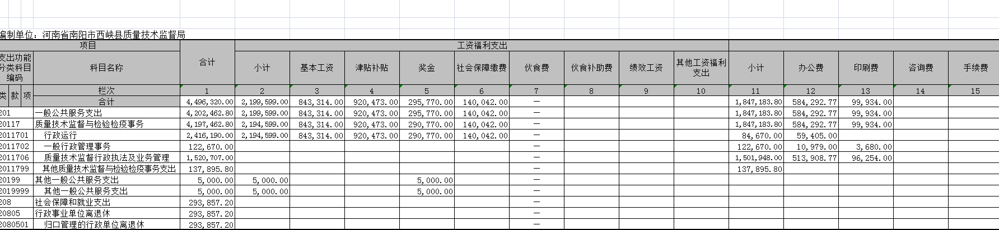 编制单位：河南省南阳市西峡县质量技术监督局
项目 工资福利支出
支出功能分类科目编码 科目名称 合计 小计 基本工资 津贴补贴 奖金 社会保障缴费 伙食费 伙食补助费 绩效工资 其他工资福利支出 小计 办公费 印刷费 咨询费 手续费
类 款 项 栏次 1 2 3 4 5 6 7 8 9 10 11 12 13 14 15
合计 4,496,320.00 2,199,599.00 843,314.00 920,473.00 295,770.00 140,042.00 — 1,847,183.80 584,292.77 99,934.00
201 一般公共服务支出 4,202,462.80 2,199,599.00 843,314.00 920,473.00 295,770.00 140,042.00 — 1,847,183.80 584,292.77 99,934.00
20117 质量技术监督与检验检疫事务 4,197,462.80 2,194,599.00 843,314.00 920,473.00 290,770.00 140,042.00 — 1,847,183.80 584,292.77 99,934.00
2011701 行政运行 2,416,190.00 2,194,599.00 843,314.00 920,473.00 290,770.00 140,042.00 — 84,670.00 59,405.00
2011702 一般行政管理事务 122,670.00 — 122,670.00 10,979.00 3,680.00
2011706 质量技术监督行政执法及业务管理 1,520,707.00 — 1,501,948.00 513,908.77 96,254.00
2011799 其他质量技术监督与检验检疫事务支出 137,895.80 — 137,895.80
20199 其他一般公共服务支出 5,000.00 5,000.00 5,000.00 —
2019999 其他一般公共服务支出 5,000.00 5,000.00 5,000.00 —
208 社会保障和就业支出 293,857.20 —
20805 行政事业单位离退休 293,857.20 —
2080501 归口管理的行政单位离退休 293,857.20 —